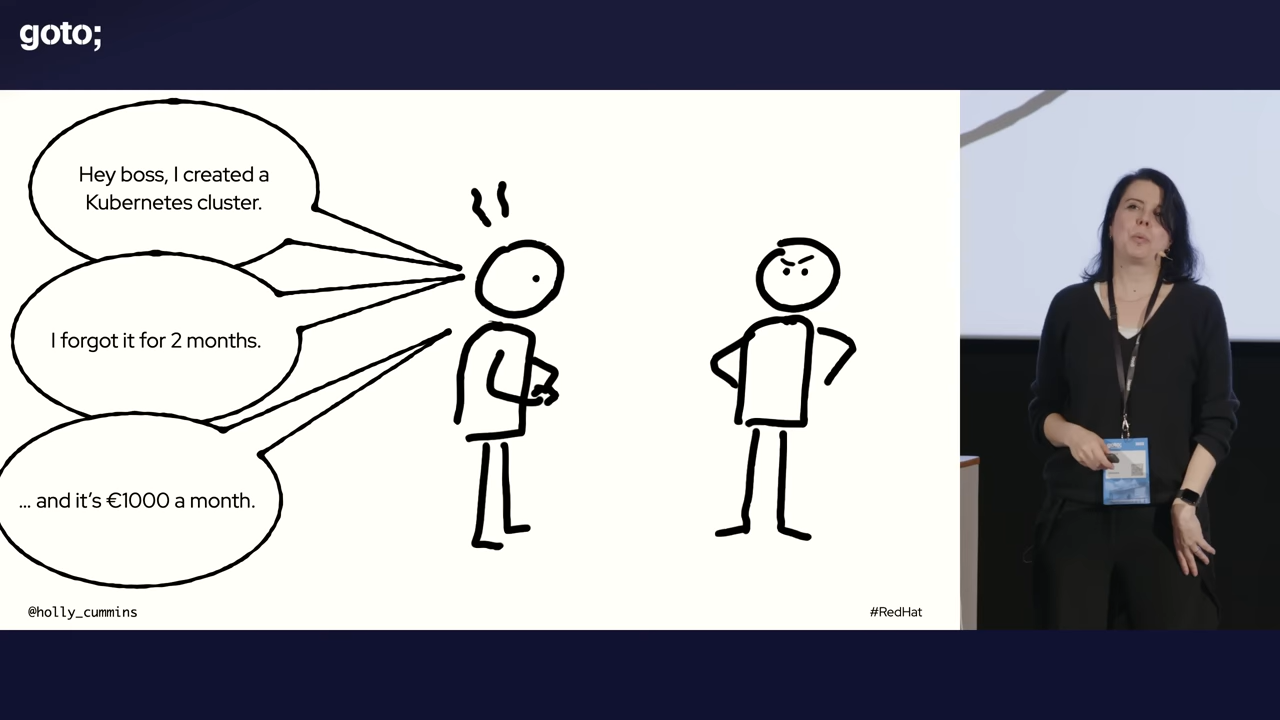 goto;
Hey boss, I created a
Kubernetes cluster.
I forgot it for 2 months.
... and it's €1000 a month.
@holly_cummins
#RedHat